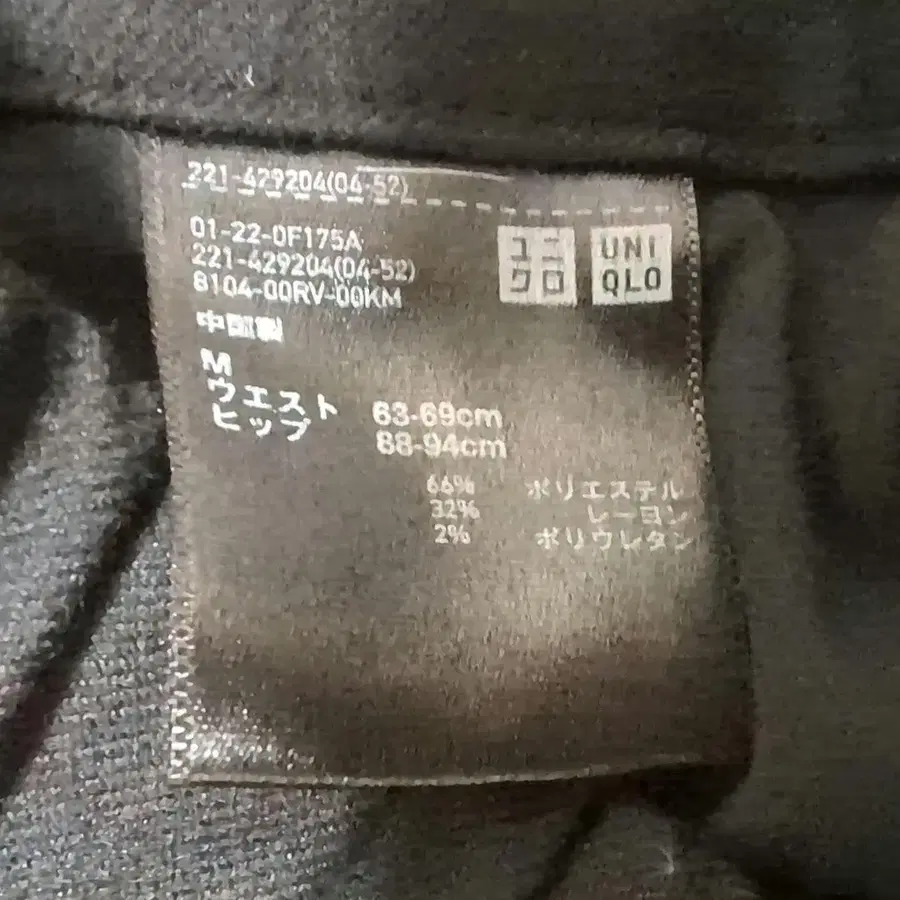 221-429204(04-52)
01-22-0F175A
221-429204(04-52)
8104-00RV-00KM
ユニクロ
UNIQLO
中国製
M
ウエスト 63-69cm
ヒップ 88-94cm
66% ポリエステル
32% レーヨン
2% ポリウレタン